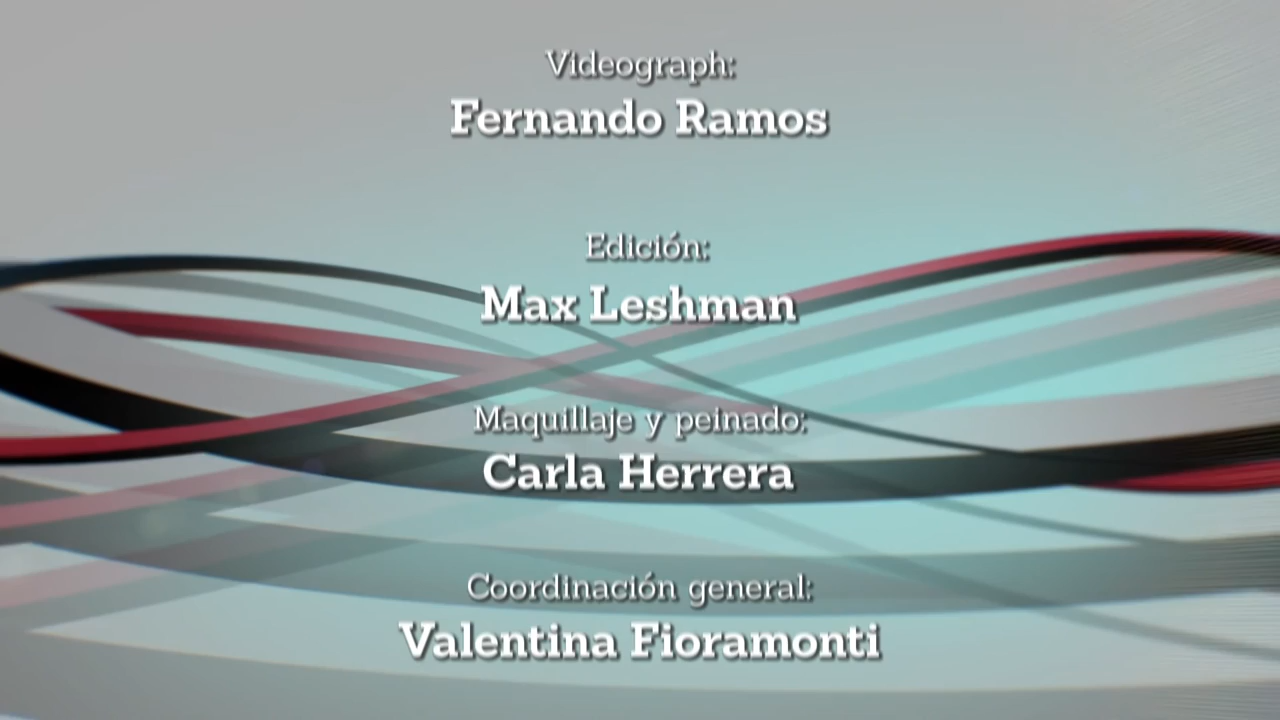 Videograph:
Fernando Ramos
Edición:
Max Leshman
Maquillaje y peinado:
Carla Herrera
Coordinación general:
Valentina Fioramonti